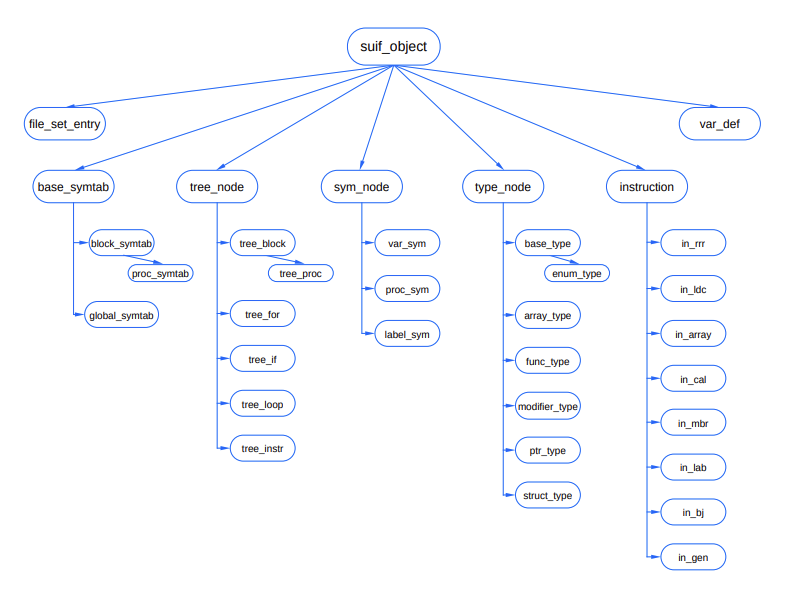 suif_object
file_set_entry
var_def
base_symtab
tree_node
sym_node
type_node
instruction
block_symtab
proc_symtab
global_symtab
tree_block
tree_proc
tree_for
tree_if
tree_loop
tree_instr
var_sym
proc_sym
label_sym
base_type
enum_type
array_type
func_type
modifier_type
ptr_type
struct_type
in_rrr
in_ldc
in_array
in_cal
in_mbr
in_lab
in_bj
in_gen